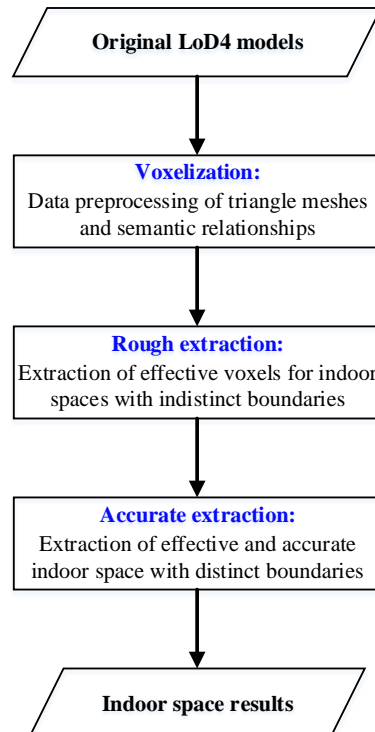 Original LoD4 models
Voxelization:
Data preprocessing of triangle meshes
and semantic relationships
Rough extraction:
Extraction of effective voxels for indoor
spaces with indistinct boundaries
Accurate extraction:
Extraction of effective and accurate
indoor space with distinct boundaries
Indoor space results